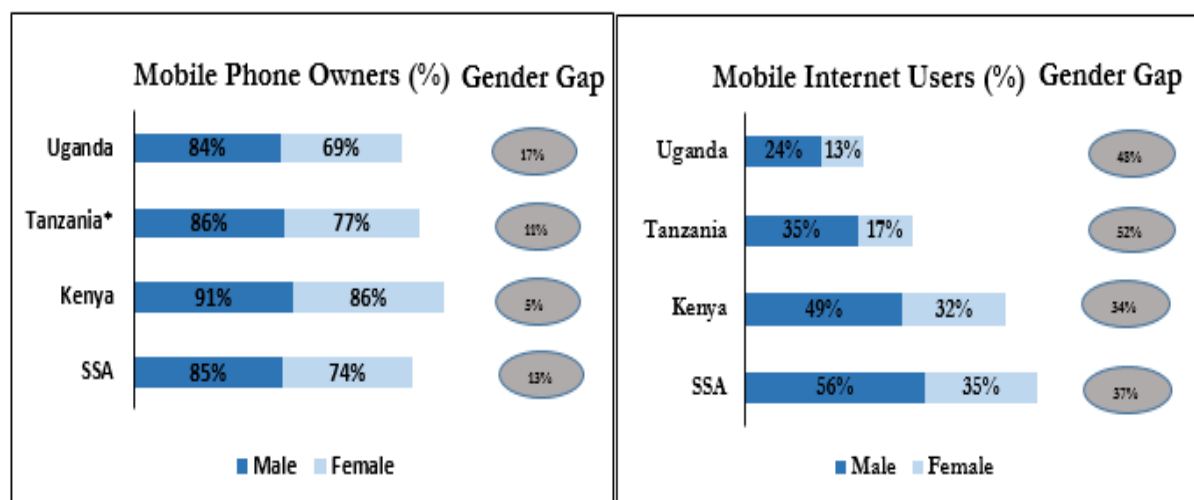 Mobile Phone Owners (%) Gender Gap
Uganda 84% 69% 17%
Tanzania* 86% 77% 11%
Kenya 91% 86% 5%
SSA 85% 74% 13%
Male Female
Mobile Internet Users (%) Gender Gap
Uganda 24% 13% 48%
Tanzania 35% 17% 52%
Kenya 49% 32% 34%
SSA 56% 35% 37%
Male Female